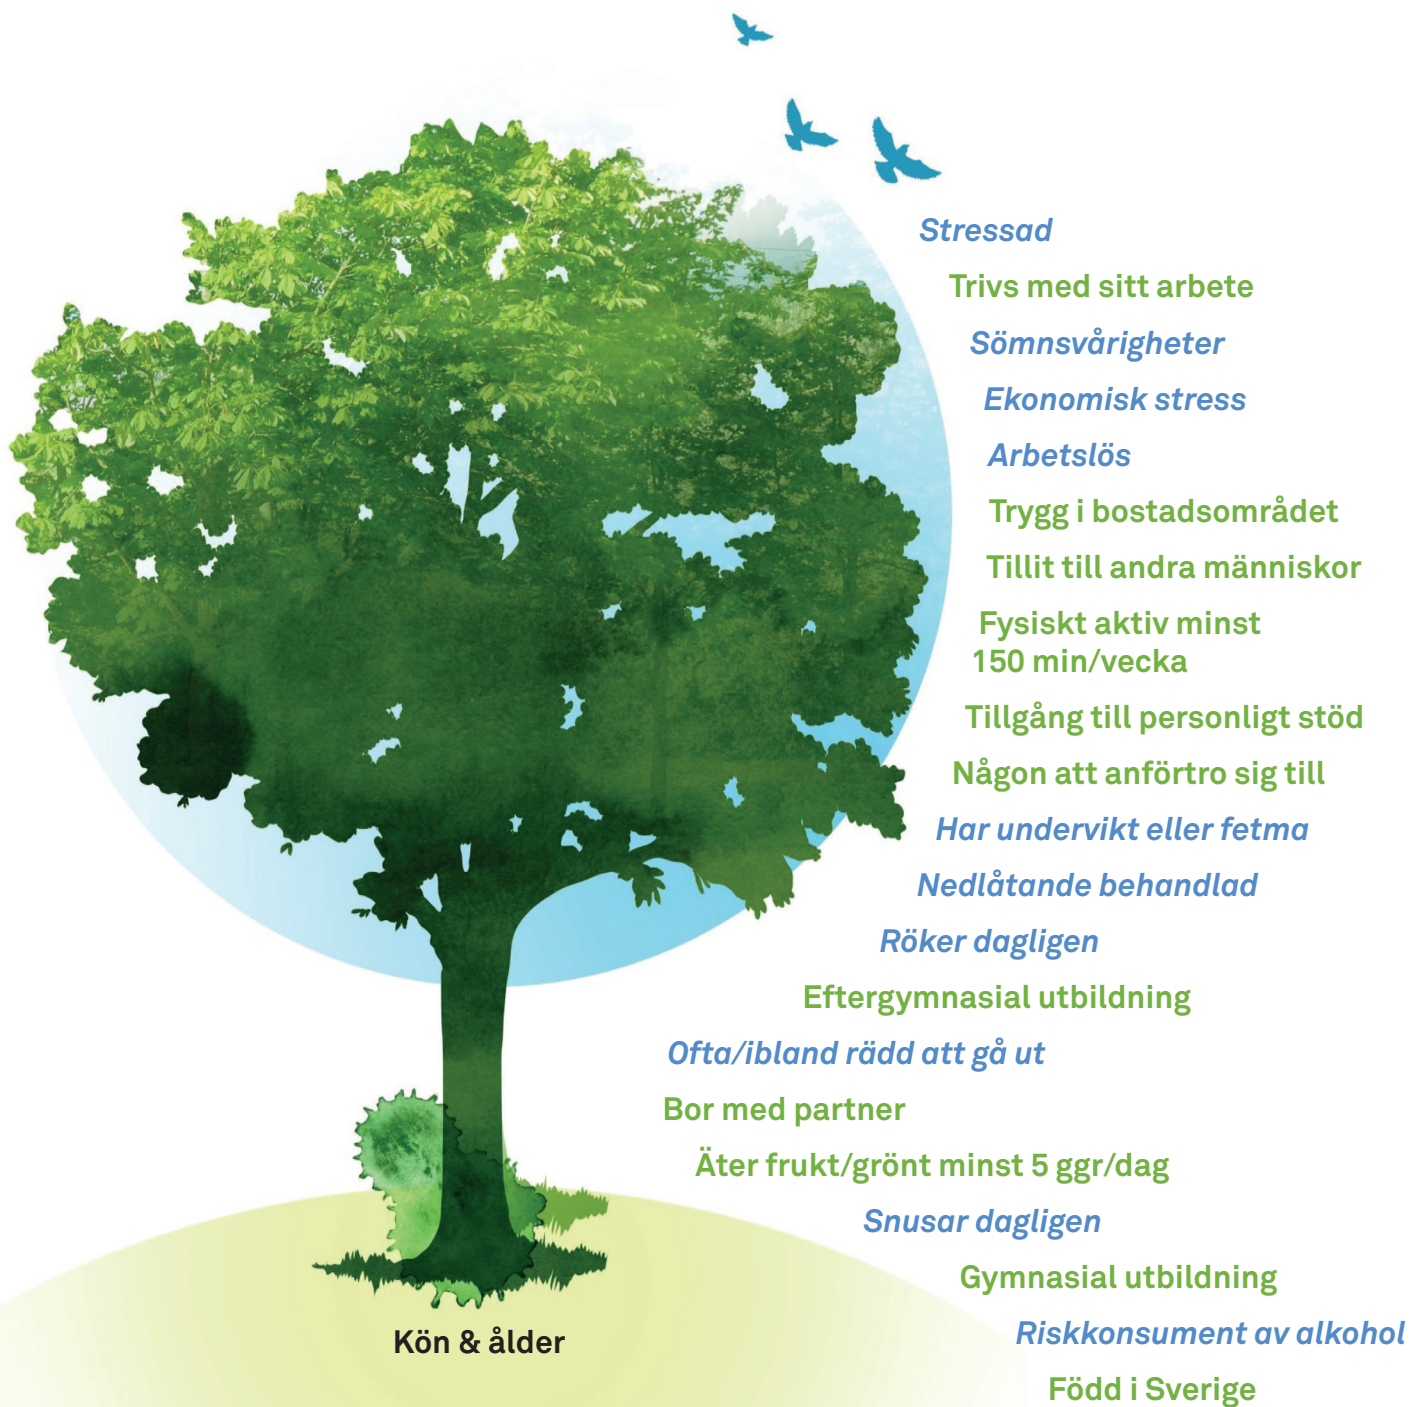 Stressad
Trivs med sitt arbete
Sömnsvårigheter
Ekonomisk stress
Arbetslös
Trygg i bostadsområdet
Tillit till andra människor
Fysiskt aktiv minst
150 min/vecka
Tillgång till personligt stöd
Någon att anförtro sig till
Har undervikt eller fetma
Nedlåtande behandlad
Röker dagligen
Eftergymnasial utbildning
Ofta/ibland rädd att gå ut
Bor med partner
Äter frukt/grönt minst 5 ggr/dag
Snusar dagligen
Gymnasial utbildning
Riskkonsument av alkohol
Kön & ålder
Född i Sverige